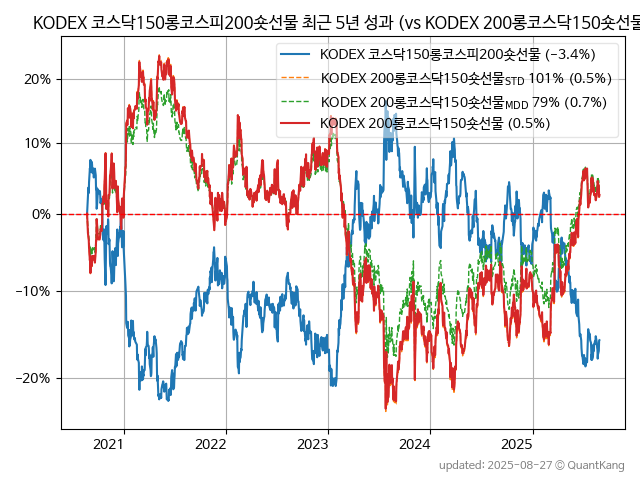 KODEX 코스닥150롱코스피200숏선물 최근 5년 성과 (vs KODEX 200롱코스닥150숏선물
KODEX 코스닥150롱코스피200숏선물 (−3.4%)
KODEX 200롱코스닥150숏선물STD 101% (0.5%)
KODEX 200롱코스닥150숏선물MDD 79% (0.7%)
KODEX 200롱코스닥150숏선물 (0.5%)
20%
10%
0%
−10%
−20%
2021 2022 2023 2024 2025
updated: 2025-08-27 © QuantKang